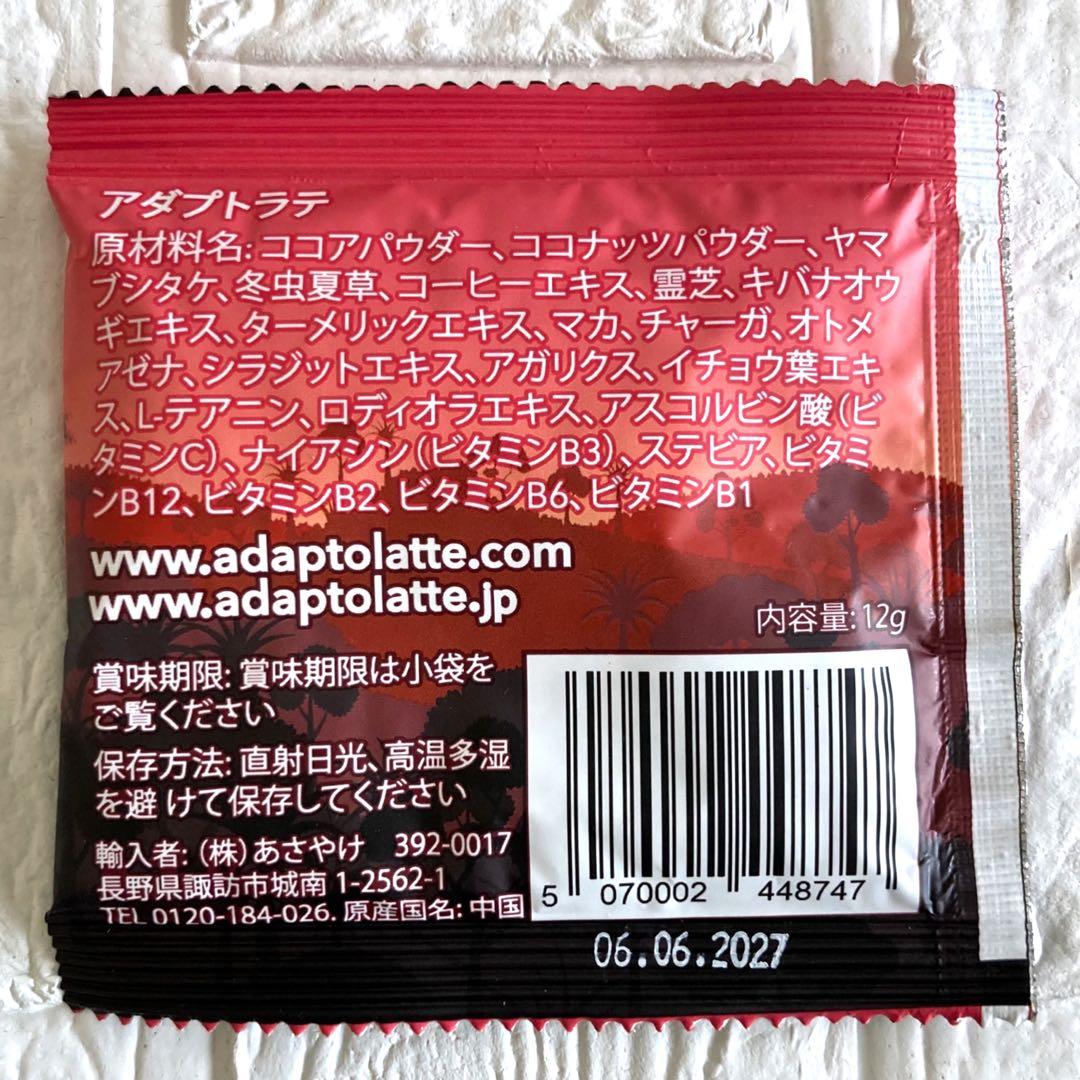 アダプトラテ
原材料名: ココアパウダー、ココナッツパウダー、ヤマ
ブシタケ、冬虫夏草、コーヒーエキス、霊芝、キバナオウ
ギエキス、ターメリックエキス、マカ、チャーガ、オトメ
アゼナ、シラジットエキス、アガリクス、イチョウ葉エキ
ス、L-テアニン、ロディオラエキス、アスコルビン酸（ビ
タミンC）、ナイアシン（ビタミンB3）、ステビア、ビタミ
ンB12、ビタミンB2、ビタミンB6、ビタミンB1
www.adaptolatte.com
www.adaptolatte.jp
内容量: 12g
賞味期限: 賞味期限は小袋を
ご覧ください
保存方法: 直射日光、高温多湿
を避 けて保存してください
輸入者:（株）あさやけ 392-0017
長野県諏訪市城南 1-2562-1
TEL 0120-184-026. 原産国名: 中国
5 070002 448747
06.06.2027